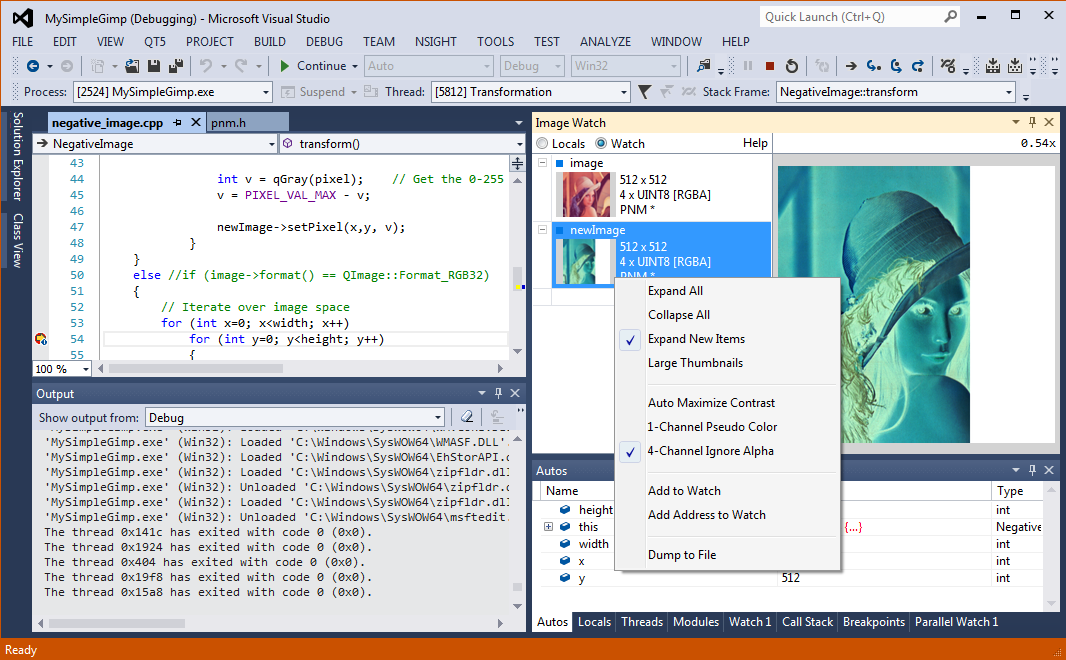 MySimpleGimp (Debugging) - Microsoft Visual Studio
Quick Launch (Ctrl+Q)
FILE EDIT VIEW QT5 PROJECT BUILD DEBUG TEAM NSIGHT TOOLS TEST ANALYZE WINDOW HELP
Continue Auto Debug Win32
Process: [2524] MySimpleGimp.exe Suspend Thread: [5812] Transformation Stack Frame: NegativeImage::transform
Solution Explorer
Class View
negative_image.cpp pnm.h
NegativeImage transform()
43
44 int v = qGray(pixel); // Get the 0-255
45 v = PIXEL_VAL_MAX - v;
46
47 newImage->setPixel(x,y, v);
48 }
49 }
50 else //if (image->format() == QImage::Format_RGB32)
51 {
52 // Iterate over image space
53 for (int x=0; x<width; x++)
54 for (int y=0; y<height; y++)
55 {
100 %
Output
Show output from: Debug
'MySimpleGimp.exe' (Win32): Loaded 'C:\Windows\SysWOW64\WMASF.DLL'.
'MySimpleGimp.exe' (Win32): Loaded 'C:\Windows\SysWOW64\EhStorAPI.d
'MySimpleGimp.exe' (Win32): Loaded 'C:\Windows\SysWOW64\zipfldr.dll
'MySimpleGimp.exe' (Win32): Unloaded 'C:\Windows\SysWOW64\zipfldr.d
'MySimpleGimp.exe' (Win32): Loaded 'C:\Windows\SysWOW64\zipfldr.dll
'MySimpleGimp.exe' (Win32): Unloaded 'C:\Windows\SysWOW64\msftedit.
The thread 0x141c has exited with code 0 (0x0).
The thread 0x1924 has exited with code 0 (0x0).
The thread 0x404 has exited with code 0 (0x0).
The thread 0x19f8 has exited with code 0 (0x0).
The thread 0x15a8 has exited with code 0 (0x0).
Image Watch
Locals Watch Help 0.54x
image
512 x 512
4 x UINT8 [RGBA]
PNM *
newImage
512 x 512
4 x UINT8 [RGBA]
PNM *
Expand All
Collapse All
Expand New Items
Large Thumbnails
Auto Maximize Contrast
1-Channel Pseudo Color
4-Channel Ignore Alpha
Add to Watch
Add Address to Watch
Dump to File
Autos
Name Type
height int
this {...} Negative
width int
x int
y 512 int
Autos Locals Threads Modules Watch 1 Call Stack Breakpoints Parallel Watch 1
Ready